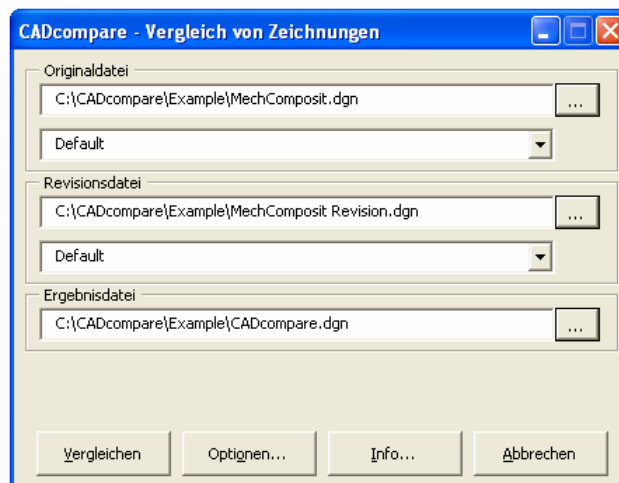 CADcompare - Vergleich von Zeichnungen
Originaldatei
C:\CADcompare\Example\MechComposit.dgn
...
Default
Revisionsdatei
C:\CADcompare\Example\MechComposit Revision.dgn
...
Default
Ergebnisdatei
C:\CADcompare\Example\CADcompare.dgn
...
Vergleichen Optionen... Info... Abbrechen